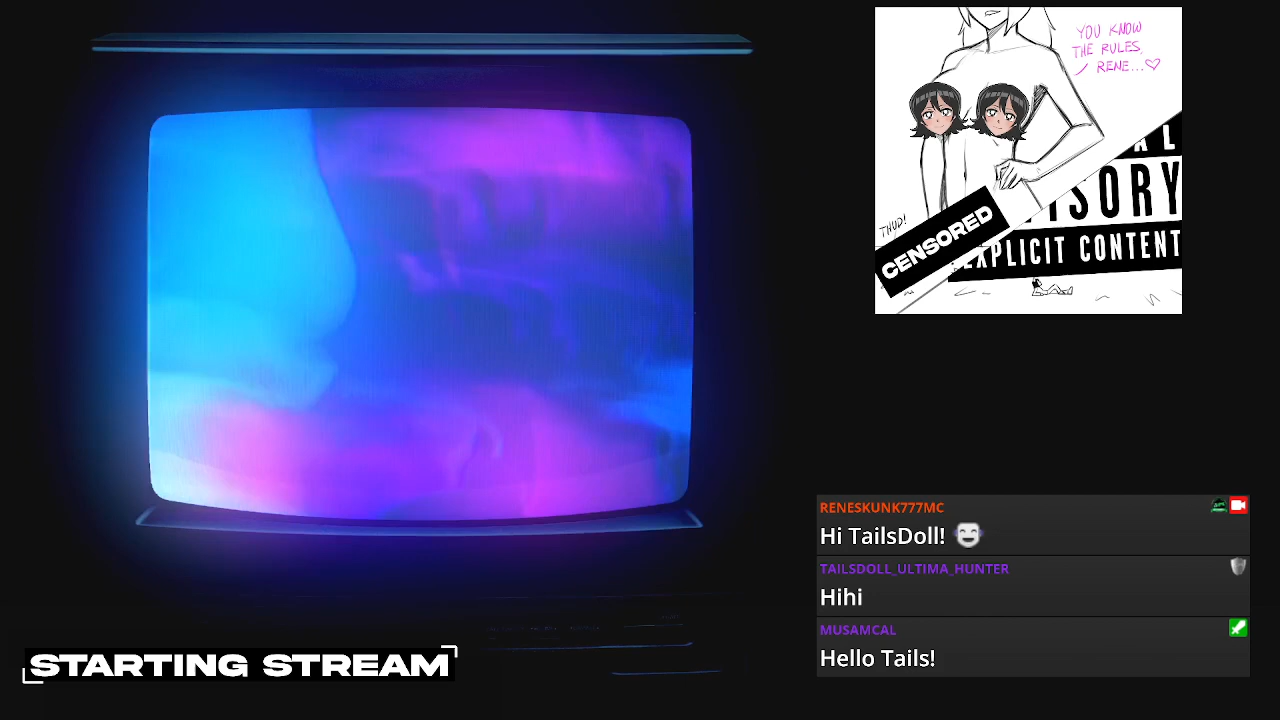 YOU KNOW
THE RULES,
RENE...♡
THUD!
CENSORED
AL
ISORY
EXPLICIT CONTENT
RENESKUNK777MC
Hi TailsDoll!
TAILSDOLL_ULTIMA_HUNTER
Hihi
MUSAMCAL
Hello Tails!
STARTING STREAM